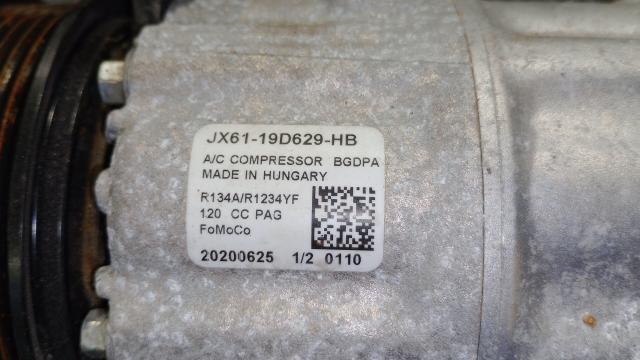 JX61-19D629-HB
A/C COMPRESSOR BGDPA
MADE IN HUNGARY
R134A/R1234YF
120 CC PAG
FoMoCo
20200625 1/2 0110